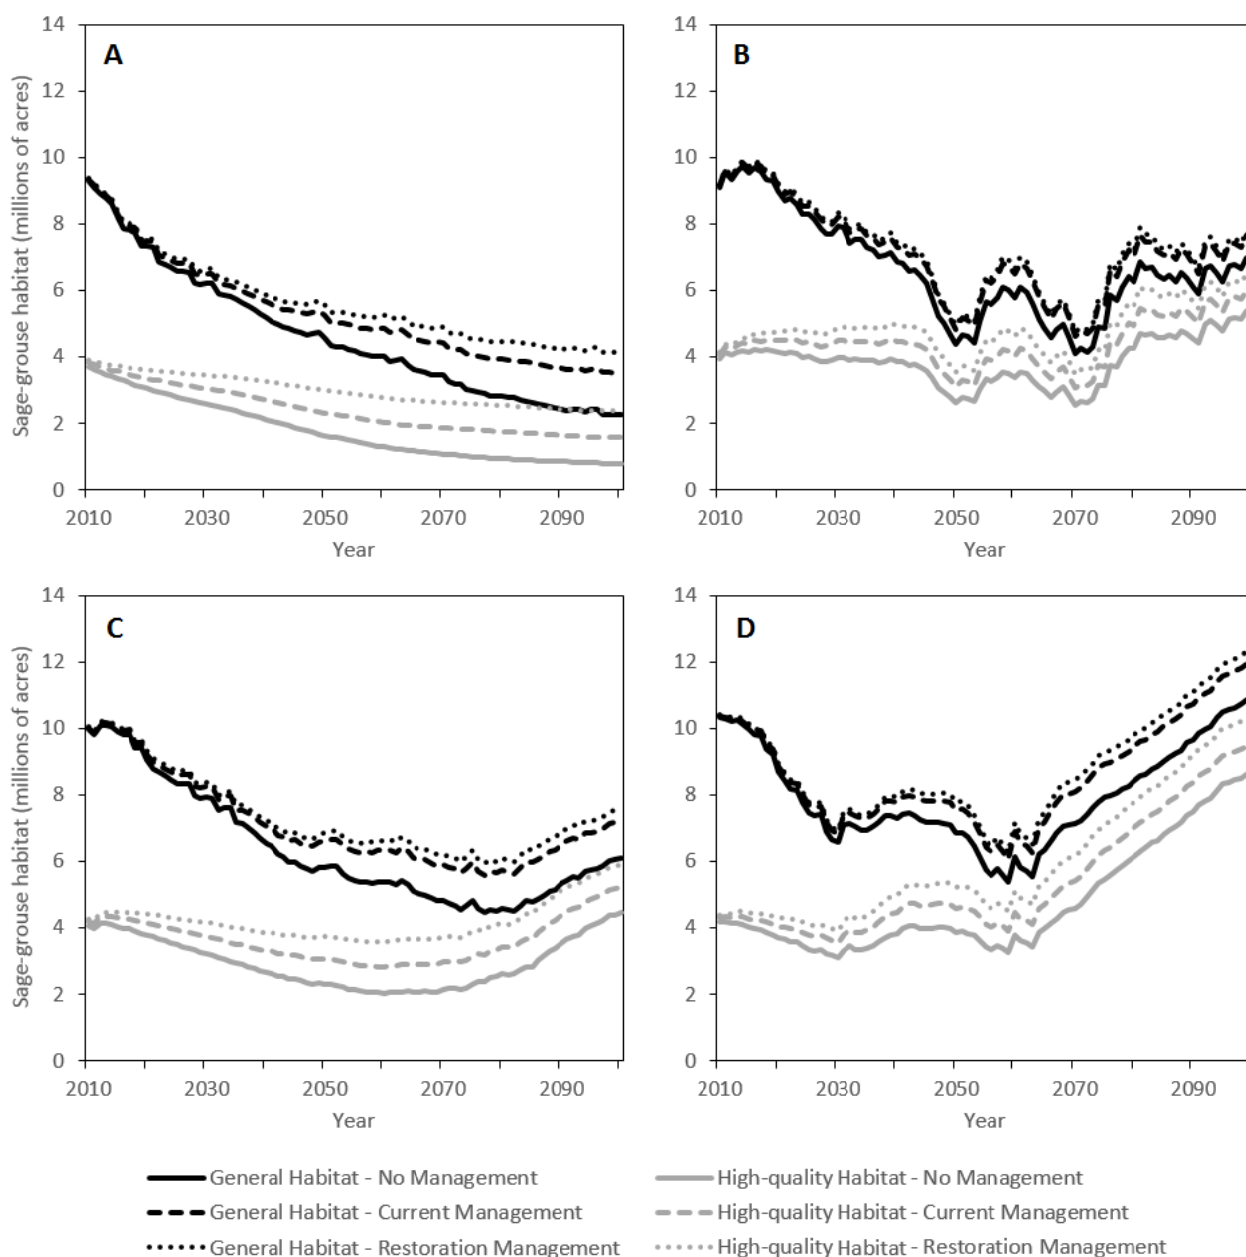 14
12
10
8
6
4
2
0
A
Sage-grouse habitat (millions of acres)
2010 2030 2050 2070 2090
Year
14
12
10
8
6
4
2
0
B
2010 2030 2050 2070 2090
Year
14
12
10
8
6
4
2
0
C
Sage-grouse habitat (millions of acres)
2010 2030 2050 2070 2090
Year
14
12
10
8
6
4
2
0
D
2010 2030 2050 2070 2090
Year
General Habitat - No Management
High-quality Habitat - No Management
General Habitat - Current Management
High-quality Habitat - Current Management
General Habitat - Restoration Management
High-quality Habitat - Restoration Management